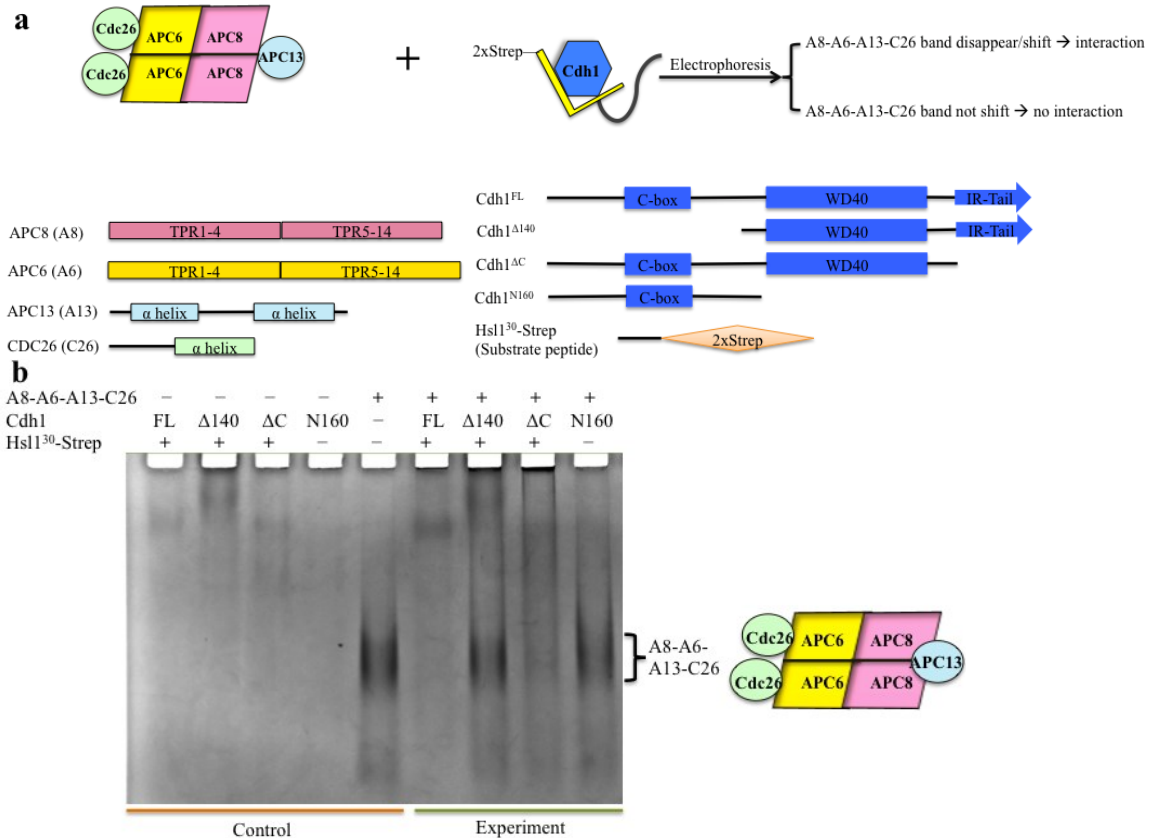 a
Cdc26 APC6 APC8
APC13
Cdc26 APC6 APC8
+
2xStrep
Cdh1
Electrophoresis
A8-A6-A13-C26 band disappear/shift → interaction
A8-A6-A13-C26 band not shift → no interaction
APC8 (A8) TPR1-4 TPR5-14
APC6 (A6) TPR1-4 TPR5-14
APC13 (A13) α helix α helix
CDC26 (C26) α helix
Cdh1FL C-box WD40 IR-Tail
Cdh1Δ140 WD40 IR-Tail
Cdh1ΔC C-box WD40
Cdh1N160 C-box
Hsl130-Strep 2xStrep
(Substrate peptide)
b
A8-A6-A13-C26 − − − − + + + + +
Cdh1 FL Δ140 ΔC N160 − FL Δ140 ΔC N160
Hsl130-Strep + + + − − + + + −
A8-A6-
A13-C26
Cdc26 APC6 APC8
APC13
Cdc26 APC6 APC8
Control Experiment